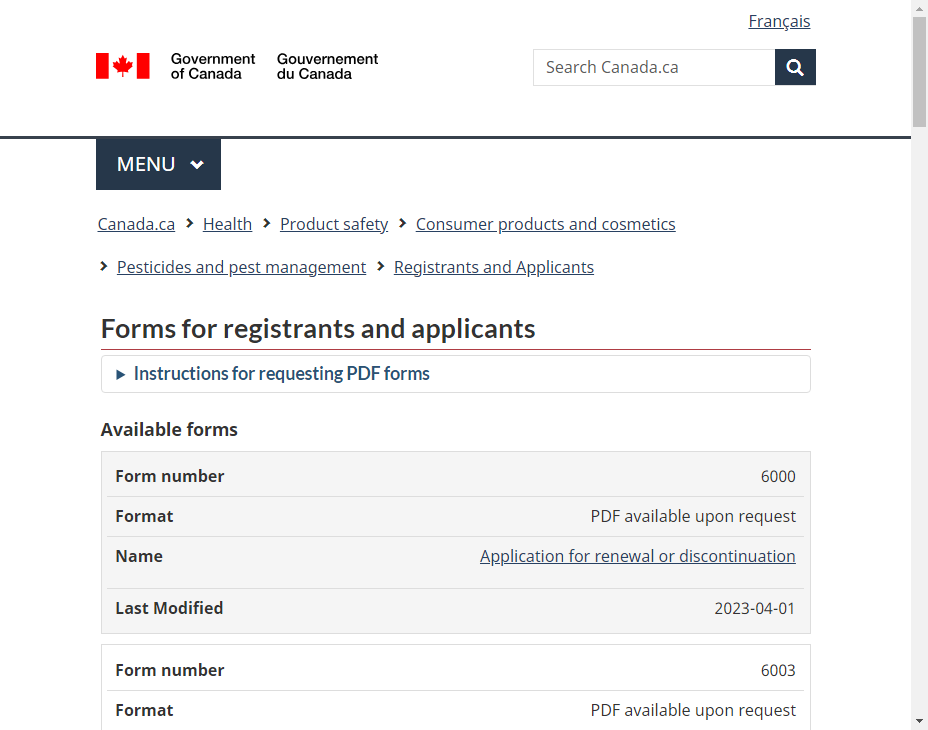 Français
Government of Canada
Gouvernement du Canada
Search Canada.ca
MENU
Canada.ca > Health > Product safety > Consumer products and cosmetics
> Pesticides and pest management > Registrants and Applicants
Forms for registrants and applicants
Instructions for requesting PDF forms
Available forms
Form number 6000
Format PDF available upon request
Name Application for renewal or discontinuation
Last Modified 2023-04-01
Form number 6003
Format PDF available upon request